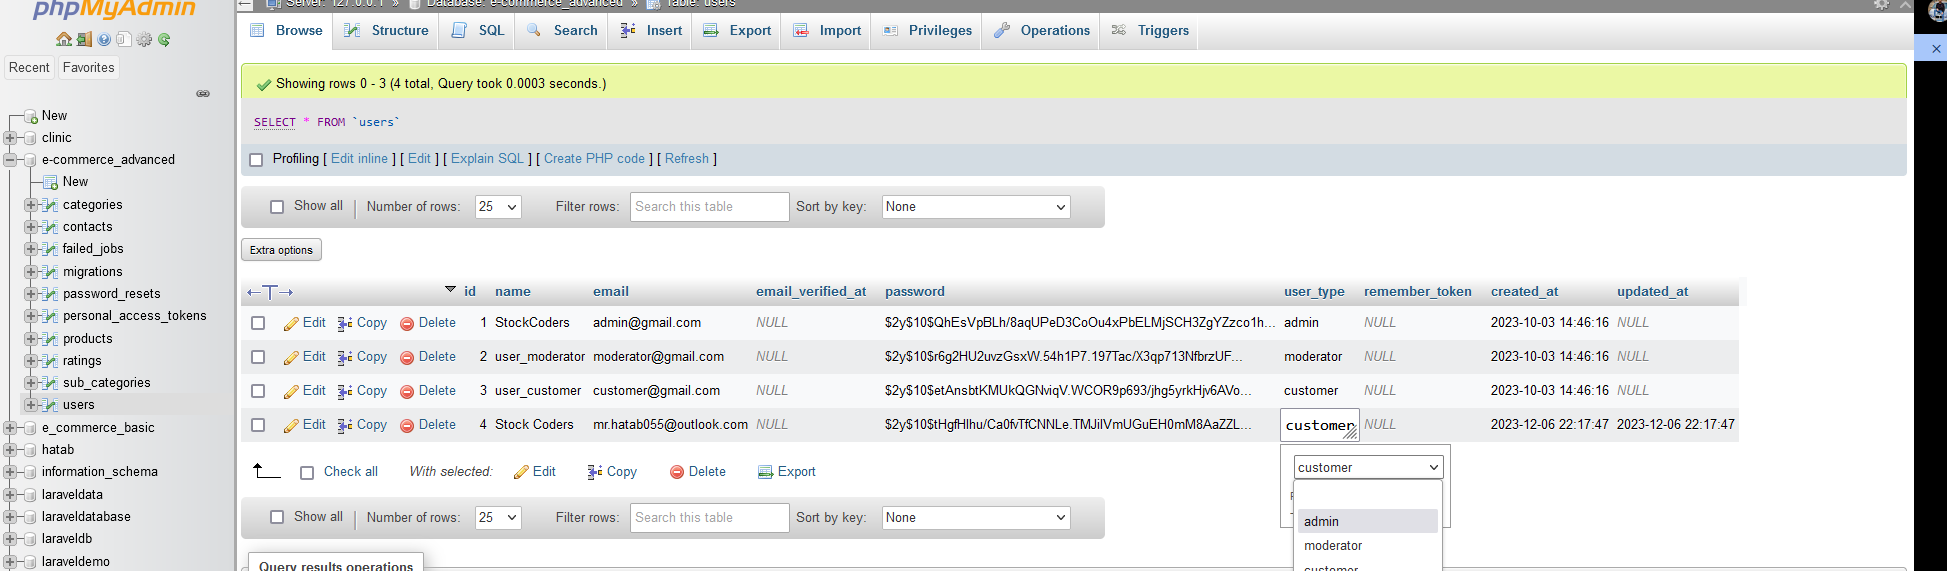 phpMyAdmin
Recent Favorites
New
clinic
e-commerce_advanced
New
categories
contacts
failed_jobs
migrations
password_resets
personal_access_tokens
products
ratings
sub_categories
users
e_commerce_basic
hatab
information_schema
laraveldata
laraveldatabase
laraveldb
laraveldemo
Server: 127.0.0.1 » Database: e-commerce_advanced » Table: users
Browse Structure SQL Search Insert Export Import Privileges Operations Triggers
Showing rows 0 - 3 (4 total, Query took 0.0003 seconds.)
SELECT * FROM `users`
Profiling [ Edit inline ] [ Edit ] [ Explain SQL ] [ Create PHP code ] [ Refresh ]
Show all Number of rows: 25 Filter rows: Search this table Sort by key: None
Extra options
id name email email_verified_at password user_type remember_token created_at updated_at
Edit Copy Delete 1 StockCoders admin@gmail.com NULL $2y$10$QhEsVpBLh/8aqUPeD3CoOu4xPbELMjSCH3ZgYZzco1h... admin NULL 2023-10-03 14:46:16 NULL
Edit Copy Delete 2 user_moderator moderator@gmail.com NULL $2y$10$r6g2HU2uvzGsxW.54h1P7.197Tac/X3qp713NfbrzUF... moderator NULL 2023-10-03 14:46:16 NULL
Edit Copy Delete 3 user_customer customer@gmail.com NULL $2y$10$etAnsbtKMUkQGNviqV.WCOR9p693/jhg5yrkHjv6AVo... customer NULL 2023-10-03 14:46:16 NULL
Edit Copy Delete 4 Stock Coders mr.hatab055@outlook.com NULL $2y$10$tHgfHlhu/Ca0fvTfCNNLe.TMJilVmUGuEH0mM8AaZZL... customer NULL 2023-12-06 22:17:47 2023-12-06 22:17:47
Check all With selected: Edit Copy Delete Export
customer
admin
moderator
customer
Show all Number of rows: 25 Filter rows: Search this table Sort by key: None
Query results operations